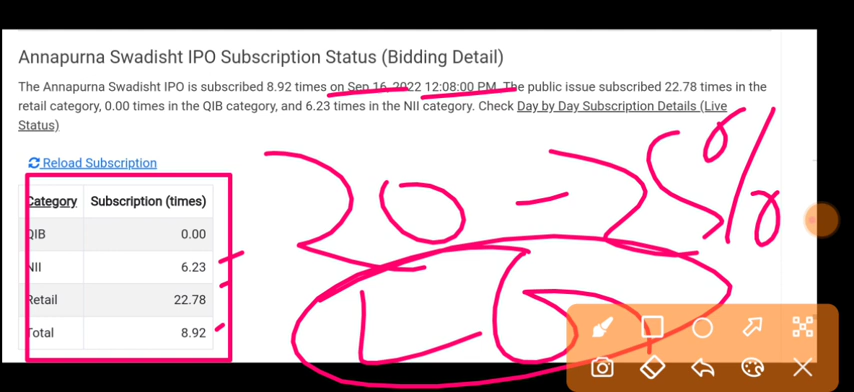 Annapurna Swadisht IPO Subscription Status (Bidding Detail)
The Annapurna Swadisht IPO is subscribed 8.92 times on Sep 16, 2022 12:08:00 PM. The public issue subscribed 22.78 times in the
retail category, 0.00 times in the QIB category, and 6.23 times in the NII category. Check Day by Day Subscription Details (Live
Status)
Reload Subscription
Category Subscription (times)
QIB 0.00
NII 6.23
Retail 22.78
Total 8.92
20 - 25%